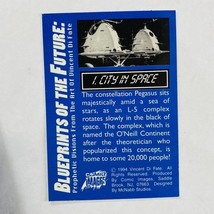 BLUEPRINTS OF THE FUTURE:
Prophetic Visions From The Art Of Vincent Di Fate
1. CITY IN SPACE
The constellation Pegasus sits
majestically amid a sea of
stars, as an L-5 complex
rotates slowly in the black of
space. The complex, which is
named the O'Neill Continent
after the theoretician who
popularized this concept, is
home to some 20,000 people!
COMIC
IMAGES
© 1994 Vincent Di Fate. All
Rights Reserved. Produced
By Comic Images, Saddle
Brook, NJ, 07663. Designed
By McNabb Studios